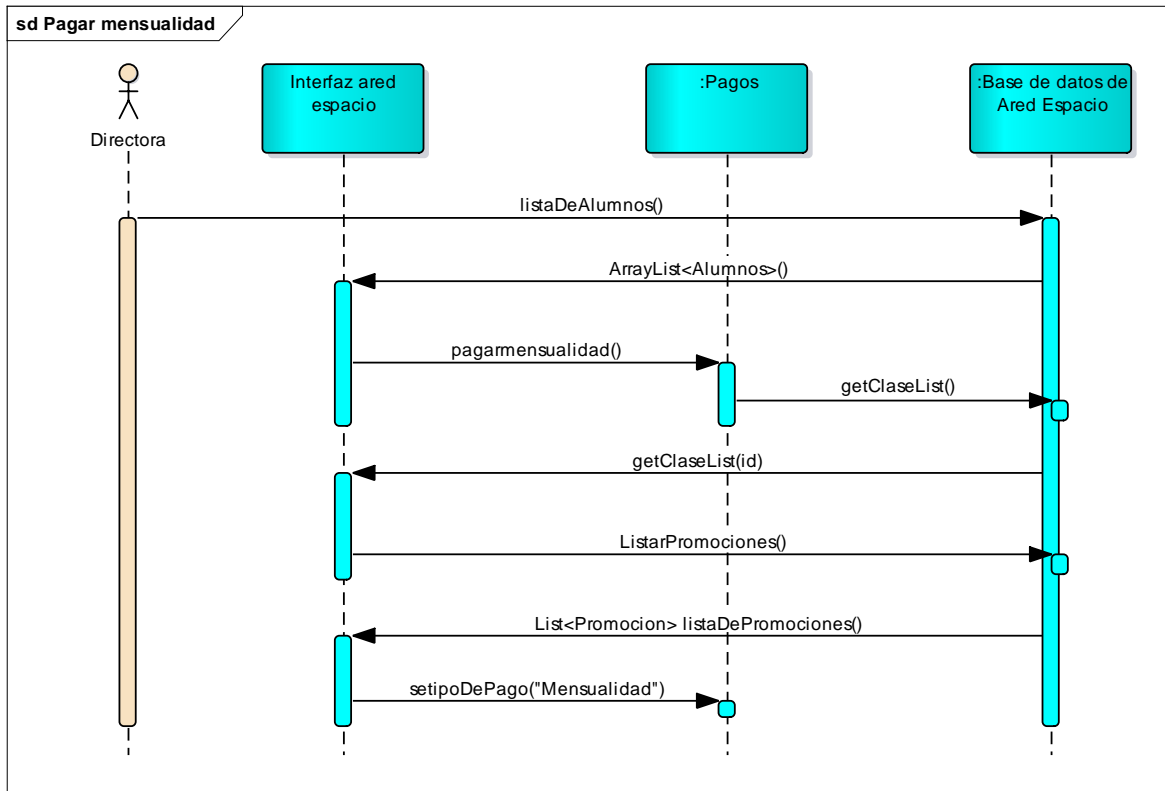 sd Pagar mensualidad
Directora
Interfaz ared
espacio
:Pagos
:Base de datos de
Ared Espacio
listaDeAlumnos()
ArrayList<Alumnos>()
pagarmensualidad()
getClaseList()
getClaseList(id)
ListarPromociones()
List<Promocion> listaDePromociones()
setipoDePago("Mensualidad")